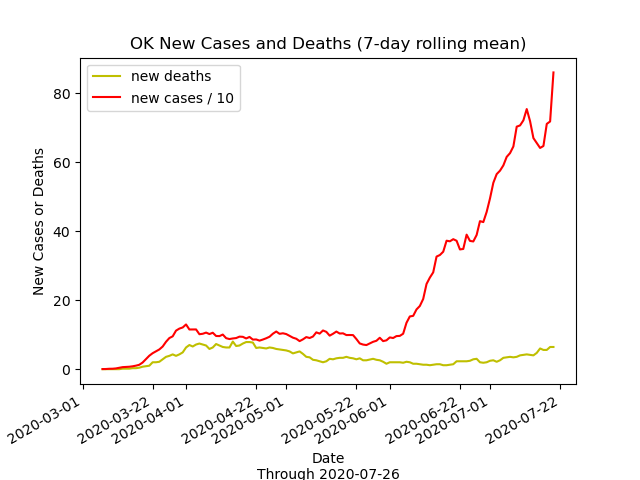 OK New Cases and Deaths (7-day rolling mean)
new deaths
new cases / 10
New Cases or Deaths
80
60
40
20
0
2020-03-01
2020-03-22
2020-04-01
2020-04-22
2020-05-01
2020-05-22
2020-06-01
2020-06-22
2020-07-01
2020-07-22
Date
Through 2020-07-26